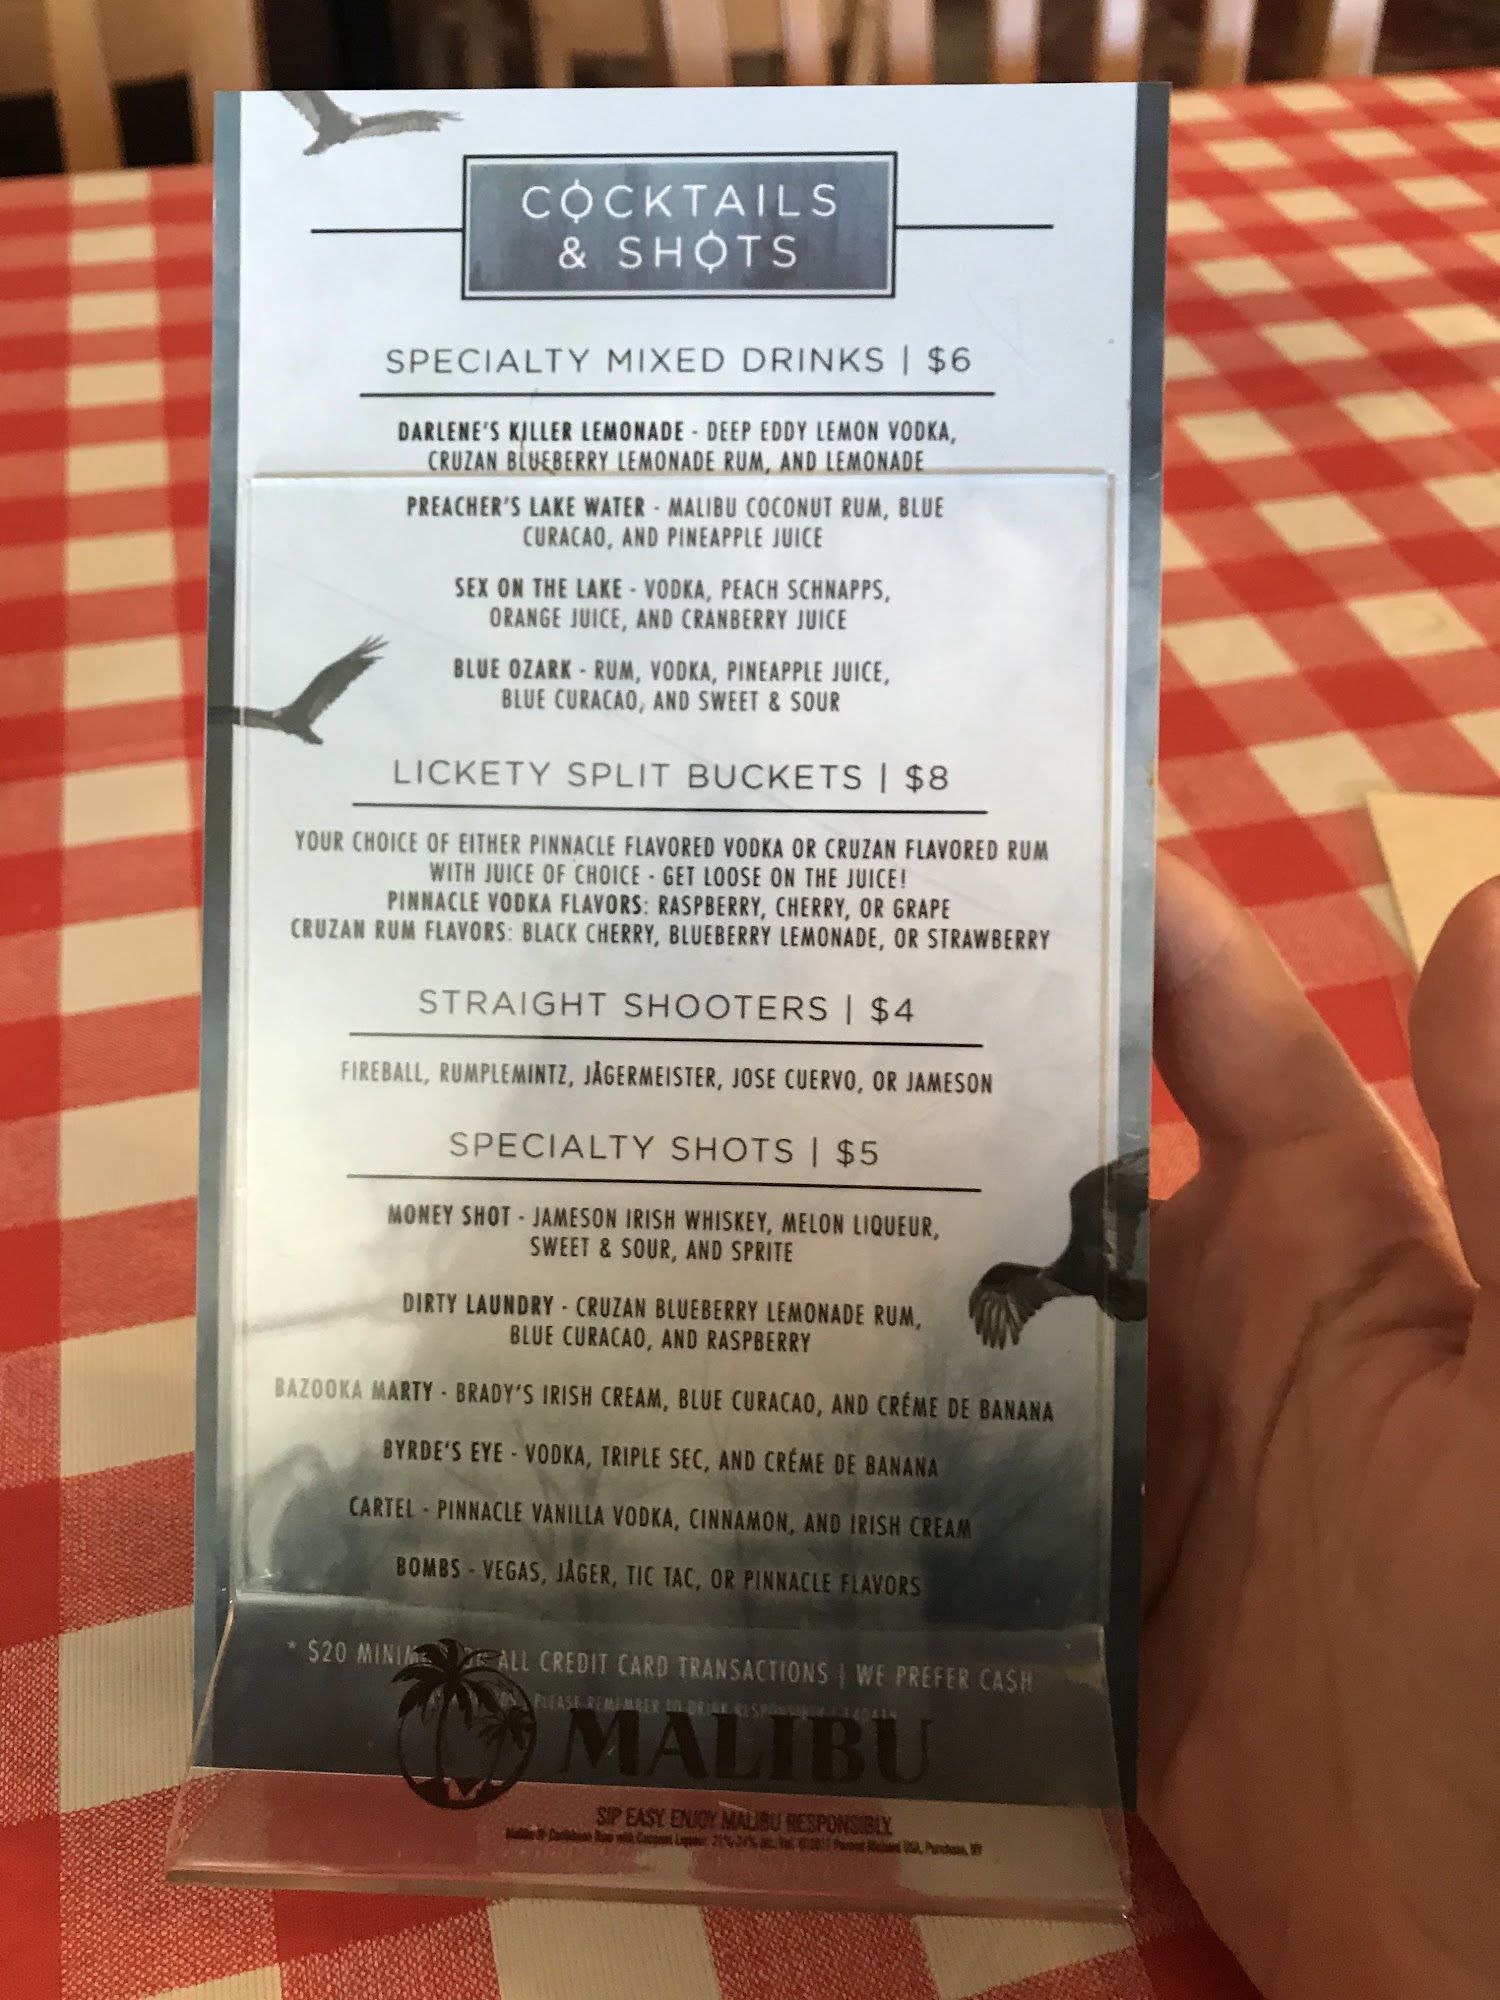 COCKTAILS
& SHOTS
SPECIALTY MIXED DRINKS | $6
DARLENE'S KILLER LEMONADE - DEEP EDDY LEMON VODKA,
CRUZAN BLUEBERRY LEMONADE RUM, AND LEMONADE
PREACHER'S LAKE WATER - MALIBU COCONUT RUM, BLUE
CURACAO, AND PINEAPPLE JUICE
SEX ON THE LAKE - VODKA, PEACH SCHNAPPS,
ORANGE JUICE, AND CRANBERRY JUICE
BLUE OZARK - RUM, VODKA, PINEAPPLE JUICE,
BLUE CURACAO, AND SWEET & SOUR
LICKETY SPLIT BUCKETS | $8
YOUR CHOICE OF EITHER PINNACLE FLAVORED VODKA OR CRUZAN FLAVORED RUM
WITH JUICE OF CHOICE - GET LOOSE ON THE JUICE!
PINNACLE VODKA FLAVORS: RASPBERRY, CHERRY, OR GRAPE
CRUZAN RUM FLAVORS: BLACK CHERRY, BLUEBERRY LEMONADE, OR STRAWBERRY
STRAIGHT SHOOTERS | $4
FIREBALL, RUMPLEMINTZ, JÅGERMEISTER, JOSE CUERVO, OR JAMESON
SPECIALTY SHOTS | $5
MONEY SHOT - JAMESON IRISH WHISKEY, MELON LIQUEUR,
SWEET & SOUR, AND SPRITE
DIRTY LAUNDRY - CRUZAN BLUEBERRY LEMONADE RUM,
BLUE CURACAO, AND RASPBERRY
BAZOOKA MARTY - BRADY'S IRISH CREAM, BLUE CURACAO, AND CRÉME DE BANANA
BYRDE'S EYE - VODKA, TRIPLE SEC, AND CRÉME DE BANANA
CARTEL - PINNACLE VANILLA VODKA, CINNAMON, AND IRISH CREAM
BOMBS - VEGAS, JÅGER, TIC TAC, OR PINNACLE FLAVORS
* $20 ALL CREDIT CARD TRANSACTIONS | WE PREFER CA$H
PLEASE REMEMBER TO DRINK RESPONSIBLY
MALIBU
SIP EASY. ENJOY MALIBU RESPONSIBLY.